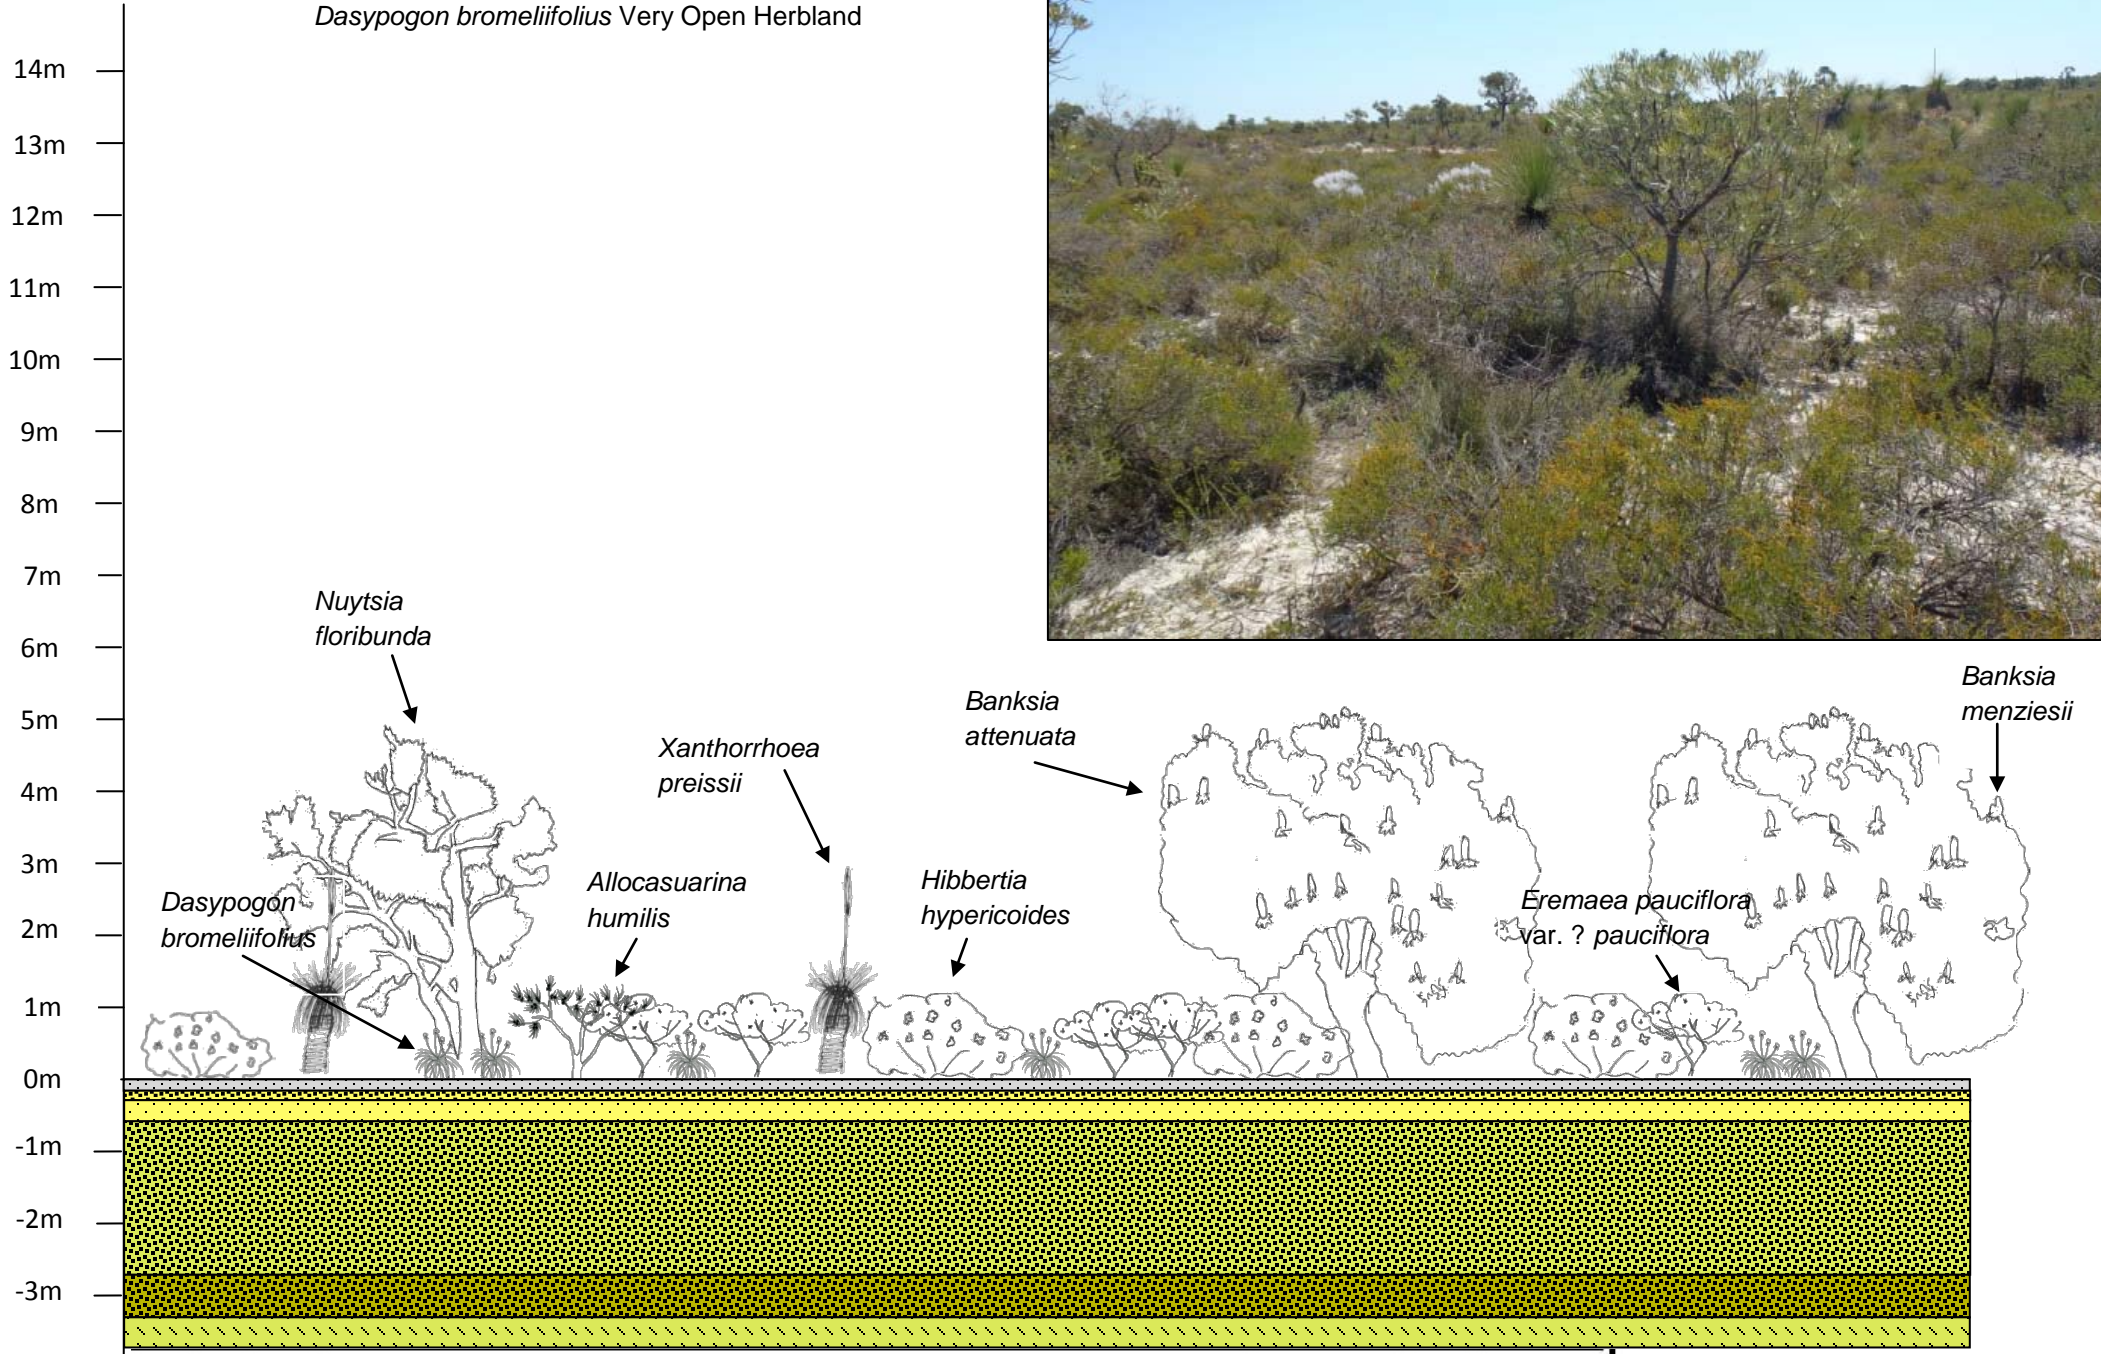 Dasypogon bromeliifolius Very Open Herbland
14m
13m
12m
11m
10m
9m
8m
7m
6m
5m
4m
3m
2m
1m
0m
-1m
-2m
-3m
Nuytsia
floribunda
Banksia
menziesii
Banksia
attenuata
Xanthorrhoea
preissii
Allocasuarina
humilis
Hibbertia
hypericoides
Dasypogon
bromeliifolius
Eremaea pauciflora
var. ? pauciflora